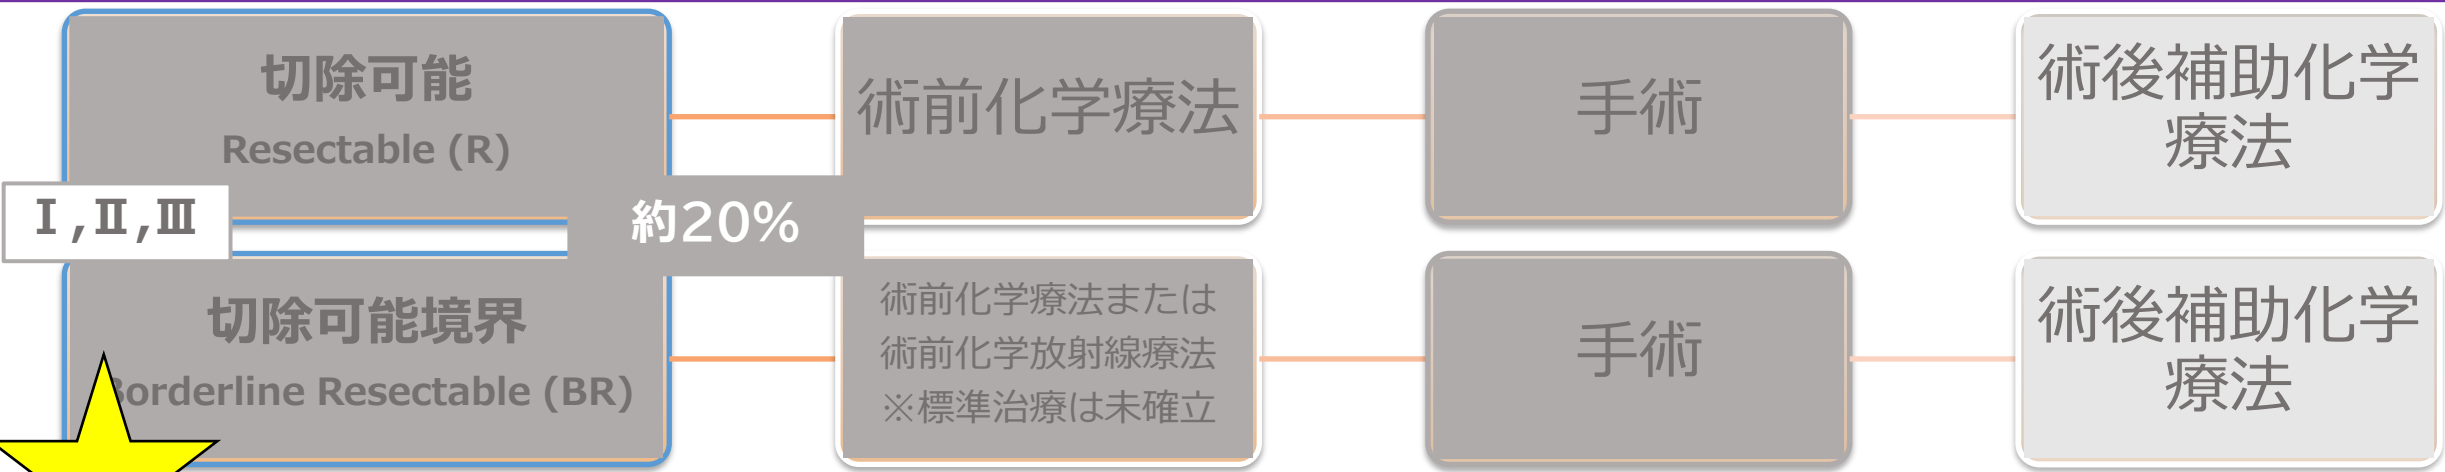 切除可能
Resectable (R)
術前化学療法
手術
術後補助化学
療法
Ⅰ,Ⅱ,Ⅲ
約20%
切除可能境界
Borderline Resectable (BR)
術前化学療法または
術前化学放射線療法
※標準治療は未確立
手術
術後補助化学
療法